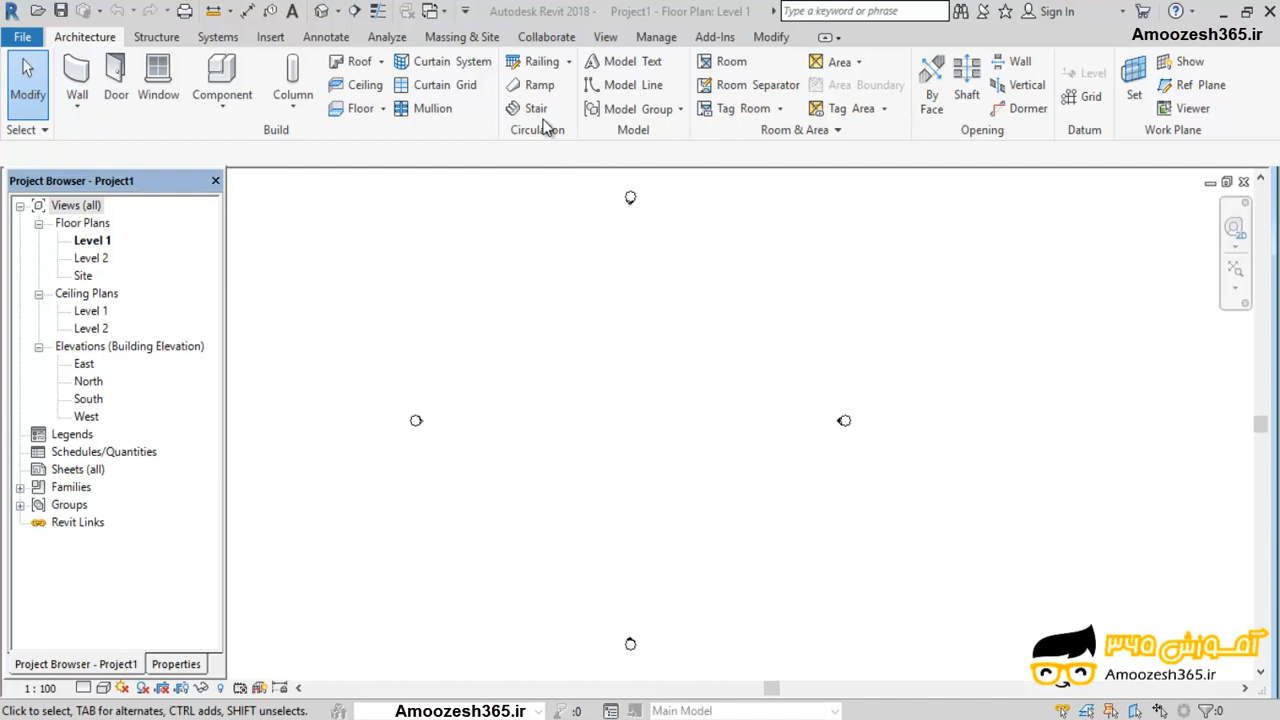 Autodesk Revit 2018 - Project1 - Floor Plan: Level 1
Type a keyword or phrase
Sign In
File Architecture Structure Systems Insert Annotate Analyze Massing & Site Collaborate View Manage Add-Ins Modify
Amoozesh365.ir
Modify
Wall
Door
Window
Component
Column
Roof
Ceiling
Floor
Curtain System
Curtain Grid
Mullion
Railing
Ramp
Stair
Model Text
Model Line
Model Group
Room
Room Separator
Tag Room
Area
Area Boundary
Tag Area
By
Face
Shaft
Wall
Vertical
Dormer
Level
Grid
Set
Show
Ref Plane
Viewer
Select Build Circulation Model Room & Area Opening Datum Work Plane
Project Browser - Project1
Views (all)
Floor Plans
Level 1
Level 2
Site
Ceiling Plans
Level 1
Level 2
Elevations (Building Elevation)
East
North
South
West
Legends
Schedules/Quantities
Sheets (all)
Families
Groups
Revit Links
2D
Project Browser - Project1 Properties
1 : 100
آموزش ۳۶۵
Amoozesh365.ir
Click to select, TAB for alternates, CTRL adds, SHIFT unselects.
Amoozesh365.ir
:0
Main Model
:0